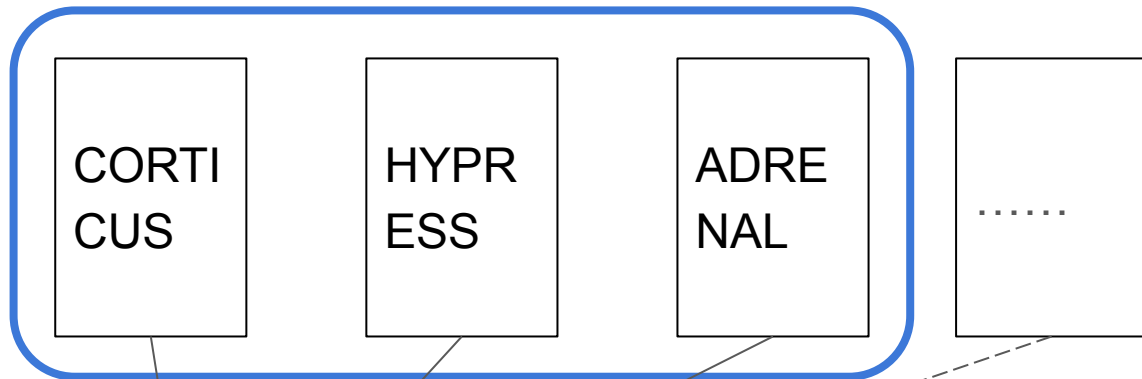 CORTI
CUS
HYPR
ESS
ADRE
NAL
......